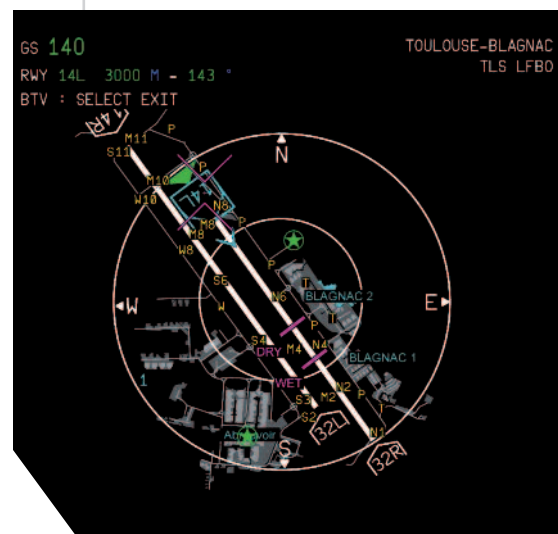 GS 140
TOULOUSE-BLAGNAC
RWY 14L 3000 M - 143 °
TLS LFBO
BTV : SELECT EXIT
14R
M11
P
S11
N
P
M10
W10
14L
N8
M8
P
M8
W8
P
S6
T
N6
BLAGNAC 2
W
W
E
P
T
S4
M4
N4
DRY
BLAGNAC 1
WET
1
N2
S3
M2
P
T
S2
32L
N1
S
32R